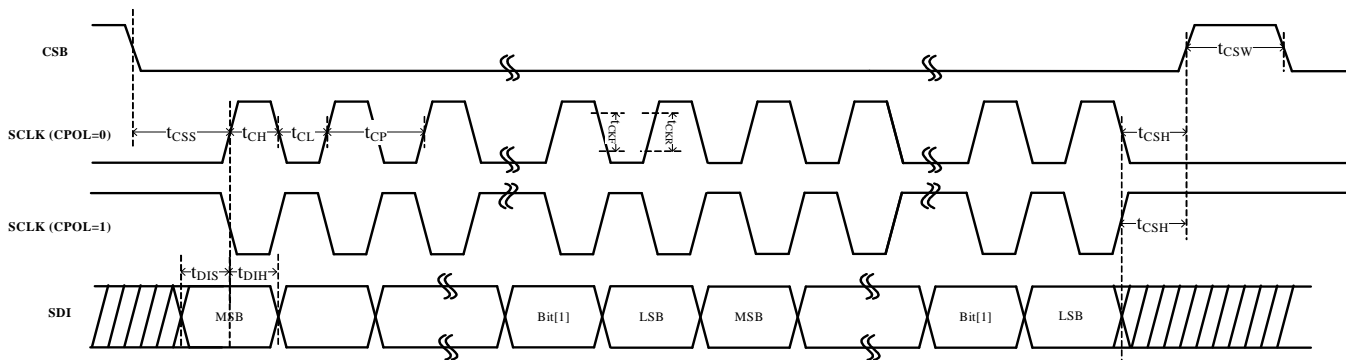 CSB
tCSW
SCLK (CPOL=0)
tCSS
tCH
tCL
tCP
tCKF
tCKR
tCSH
SCLK (CPOL=1)
tCSH
tDIS
tDIH
SDI
MSB
Bit[1]
LSB
MSB
Bit[1]
LSB